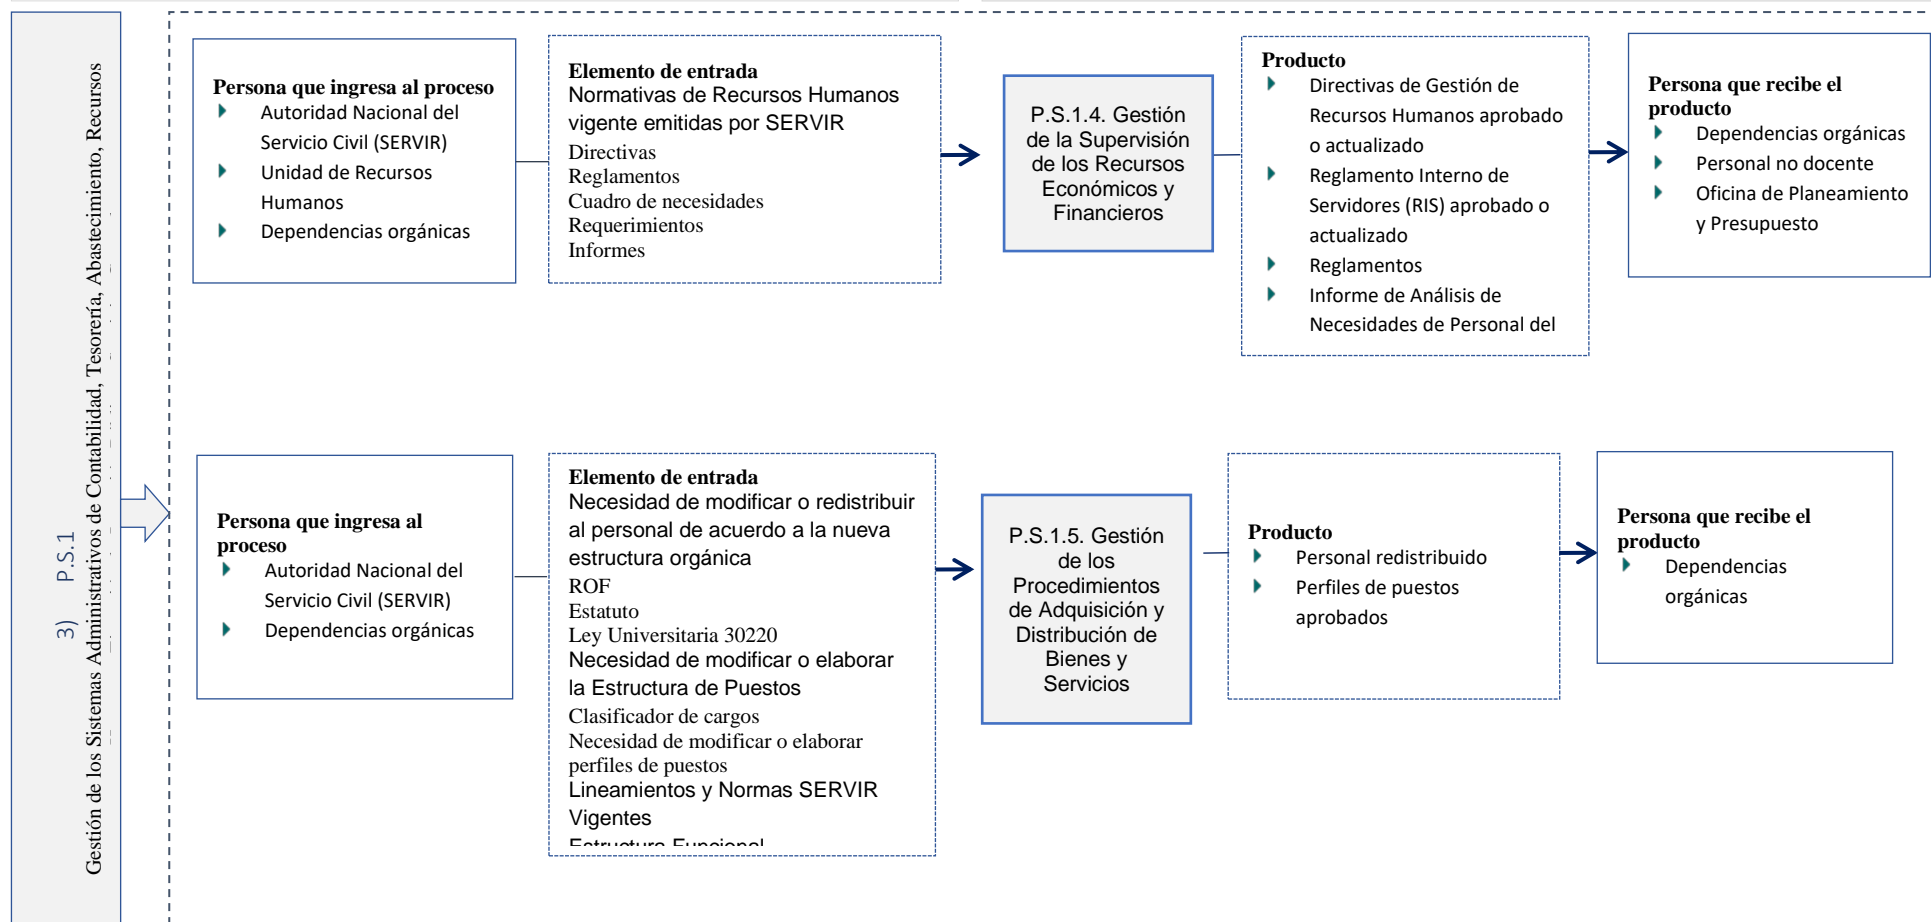 3) P.S.1
Gestión de los Sistemas Administrativos de Contabilidad, Tesorería, Abastecimiento, Recursos
Persona que ingresa al proceso
Autoridad Nacional del
Servicio Civil (SERVIR)
Unidad de Recursos
Humanos
Dependencias orgánicas
Elemento de entrada
Normativas de Recursos Humanos
vigente emitidas por SERVIR
Directivas
Reglamentos
Cuadro de necesidades
Requerimientos
Informes
P.S.1.4. Gestión
de la Supervisión
de los Recursos
Económicos y
Financieros
Producto
Directivas de Gestión de
Recursos Humanos aprobado
o actualizado
Reglamento Interno de
Servidores (RIS) aprobado o
actualizado
Reglamentos
Informe de Análisis de
Necesidades de Personal del
Persona que recibe el
producto
Dependencias orgánicas
Personal no docente
Oficina de Planeamiento
y Presupuesto
Persona que ingresa al
proceso
Autoridad Nacional del
Servicio Civil (SERVIR)
Dependencias orgánicas
Elemento de entrada
Necesidad de modificar o redistribuir
al personal de acuerdo a la nueva
estructura orgánica
ROF
Estatuto
Ley Universitaria 30220
Necesidad de modificar o elaborar
la Estructura de Puestos
Clasificador de cargos
Necesidad de modificar o elaborar
perfiles de puestos
Lineamientos y Normas SERVIR
Vigentes
Estructura Funcional
P.S.1.5. Gestión
de los
Procedimientos
de Adquisición y
Distribución de
Bienes y
Servicios
Producto
Personal redistribuido
Perfiles de puestos
aprobados
Persona que recibe el
producto
Dependencias
orgánicas